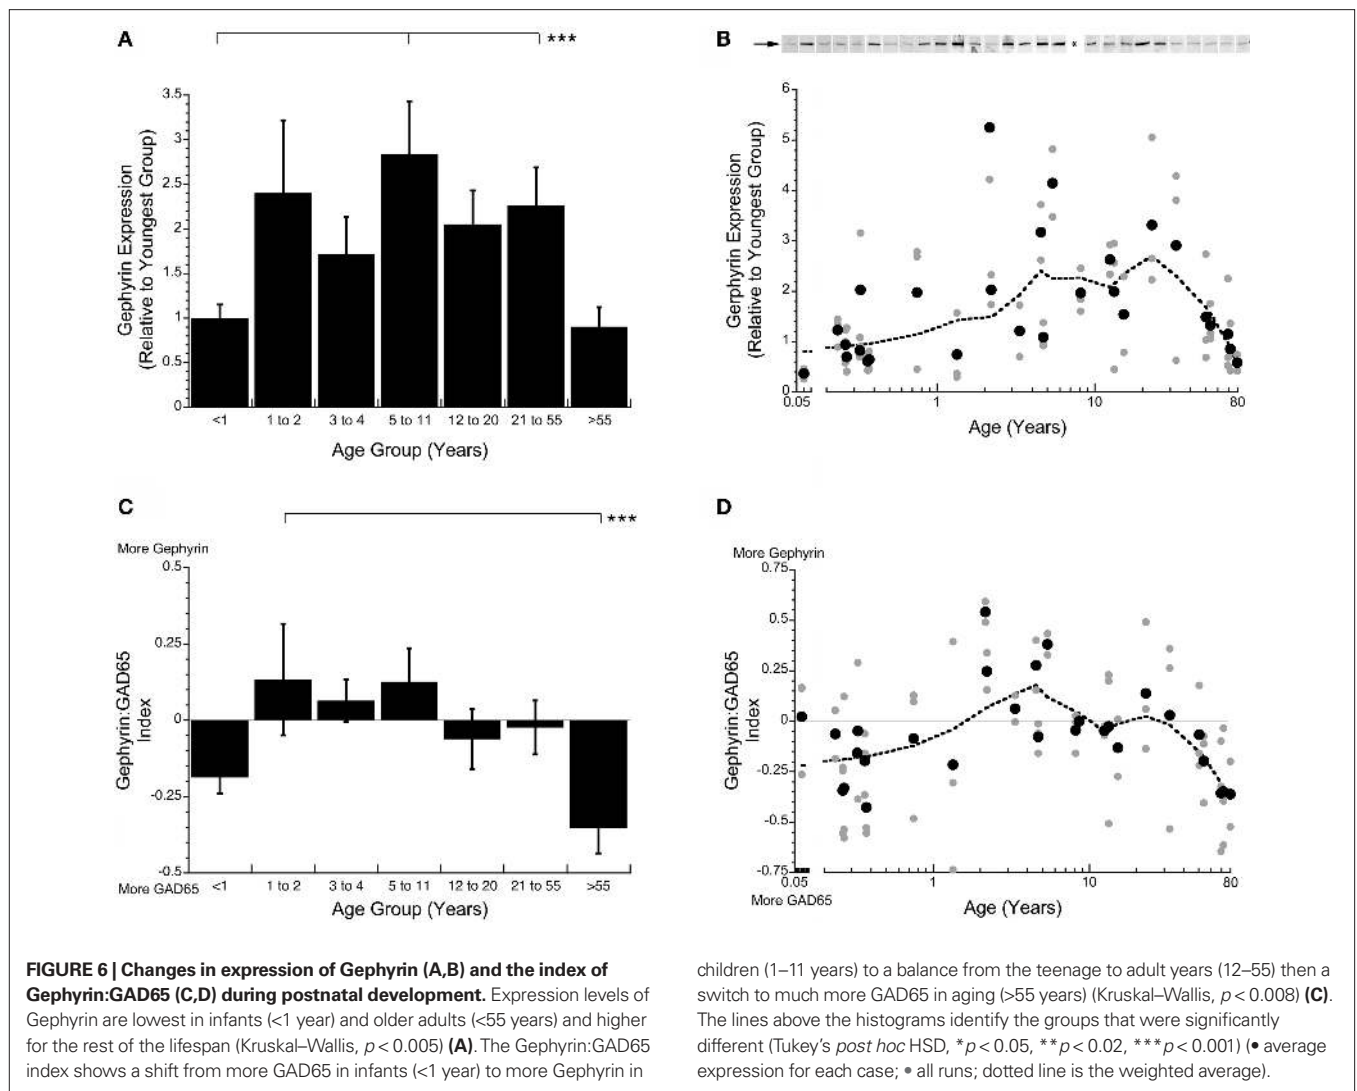 A
***
Gephyrin Expression
(Relative to Youngest Group)
3.5
3
2.5
2
1.5
1
0.5
0
<1
1 to 2
3 to 4
5 to 11
12 to 20
21 to 55
>55
Age Group (Years)
B
*
Gerphyrin Expression
(Relative to Youngest Group)
6
5
4
3
2
1
0
0.05
1
10
80
Age (Years)
C
***
More Gephyrin
Gephyrin:GAD65
Index
0.5
0.25
0
-0.25
-0.5
More GAD65
<1
1 to 2
3 to 4
5 to 11
12 to 20
21 to 55
>55
Age Group (Years)
D
More Gephyrin
Gephyrin:GAD65
Index
0.75
0.5
0.25
0
-0.25
-0.5
-0.75
0.05
1
10
80
More GAD65
Age (Years)
FIGURE 6 | Changes in expression of Gephyrin (A,B) and the index of
Gephyrin:GAD65 (C,D) during postnatal development. Expression levels of
Gephyrin are lowest in infants (<1 year) and older adults (<55 years) and higher
for the rest of the lifespan (Kruskal–Wallis, p < 0.005) (A). The Gephyrin:GAD65
index shows a shift from more GAD65 in infants (<1 year) to more Gephyrin in
children (1–11 years) to a balance from the teenage to adult years (12–55) then a
switch to much more GAD65 in aging (>55 years) (Kruskal–Wallis, p < 0.008) (C).
The lines above the histograms identify the groups that were significantly
different (Tukey's post hoc HSD, *p < 0.05, **p < 0.02, ***p < 0.001) (• average
expression for each case; • all runs; dotted line is the weighted average).